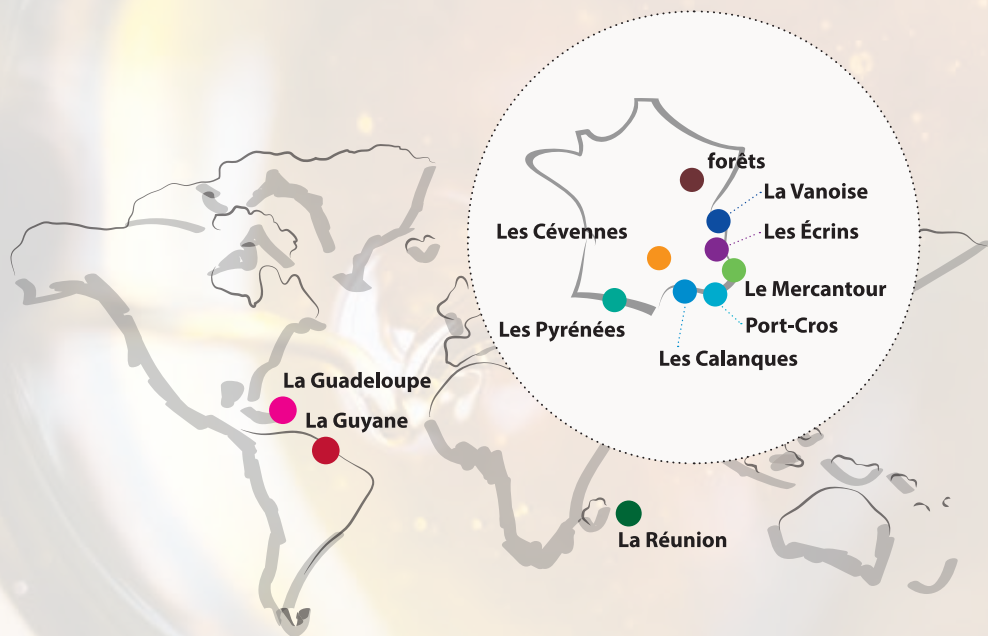 forêts
La Vanoise
Les Cévennes
Les Écrins
Le Mercantour
Les Pyrénées
Port-Cros
Les Calanques
La Guadeloupe
La Guyane
La Réunion